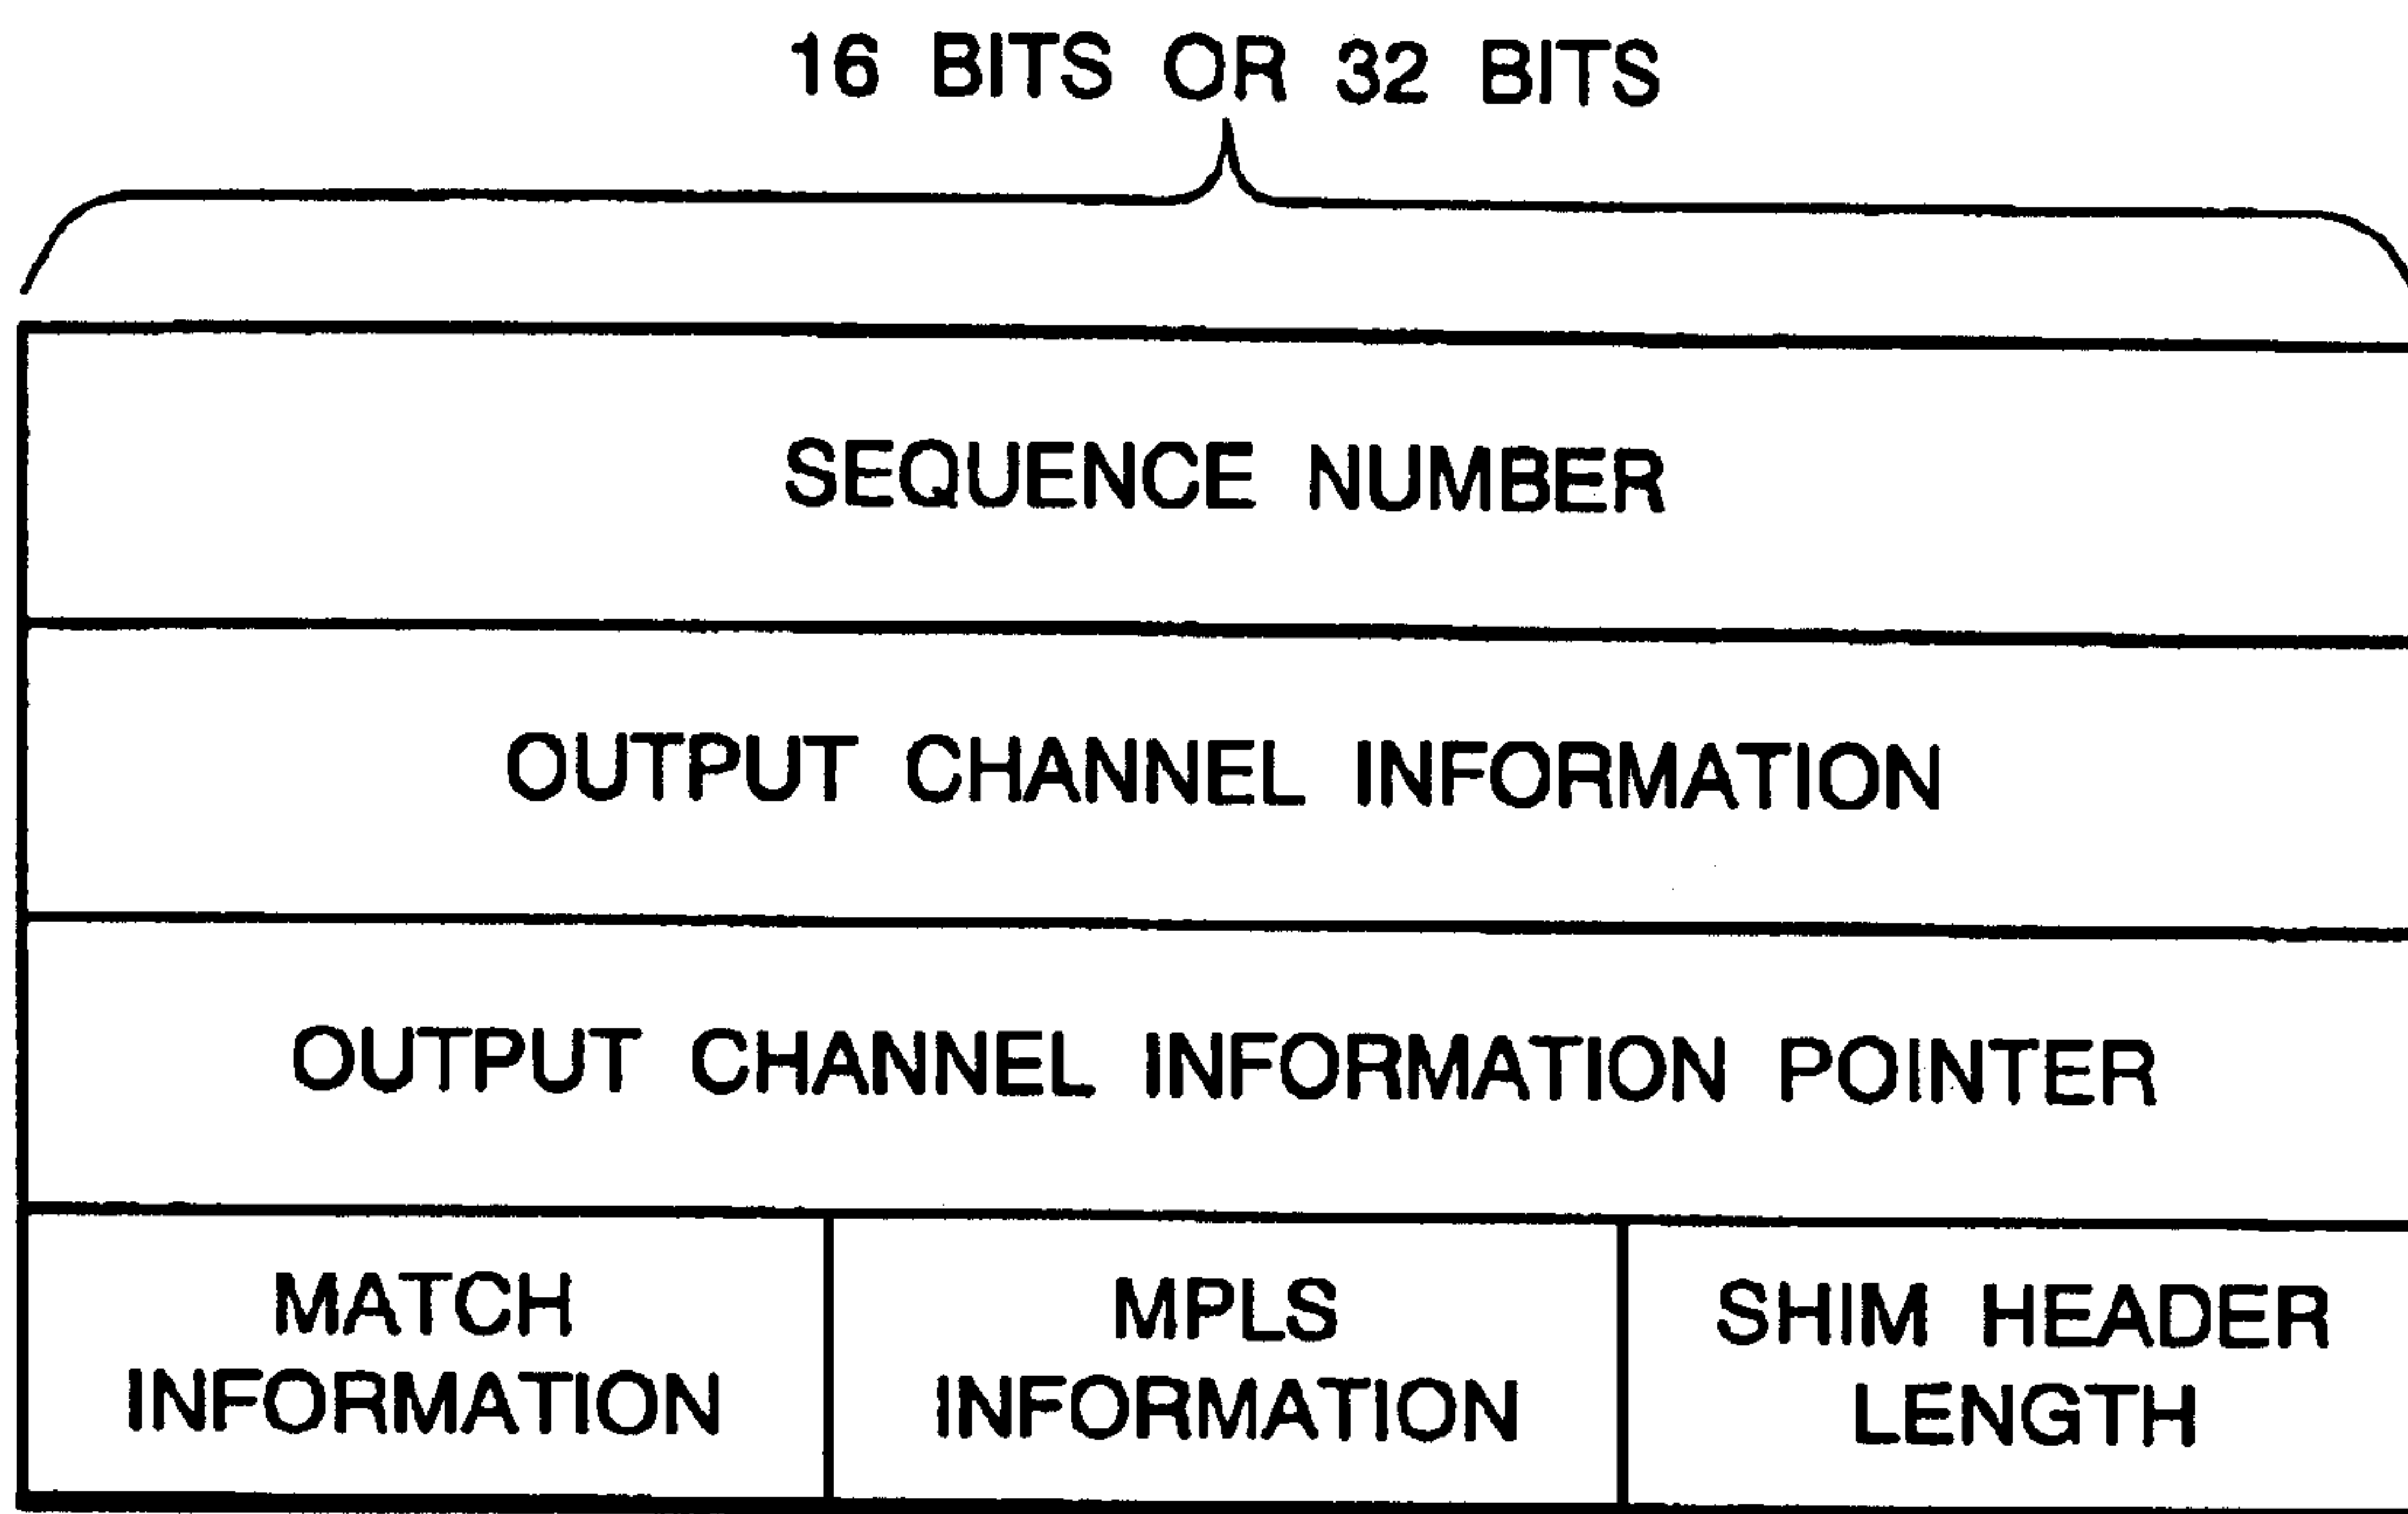 16 BITS OR 32 BITS
SEQUENCE NUMBER
OUTPUT CHANNEL INFORMATION
OUTPUT CHANNEL INFORMATION POINTER
MATCH
INFORMATION
MPLS
INFORMATION
SHIM HEADER
LENGTH